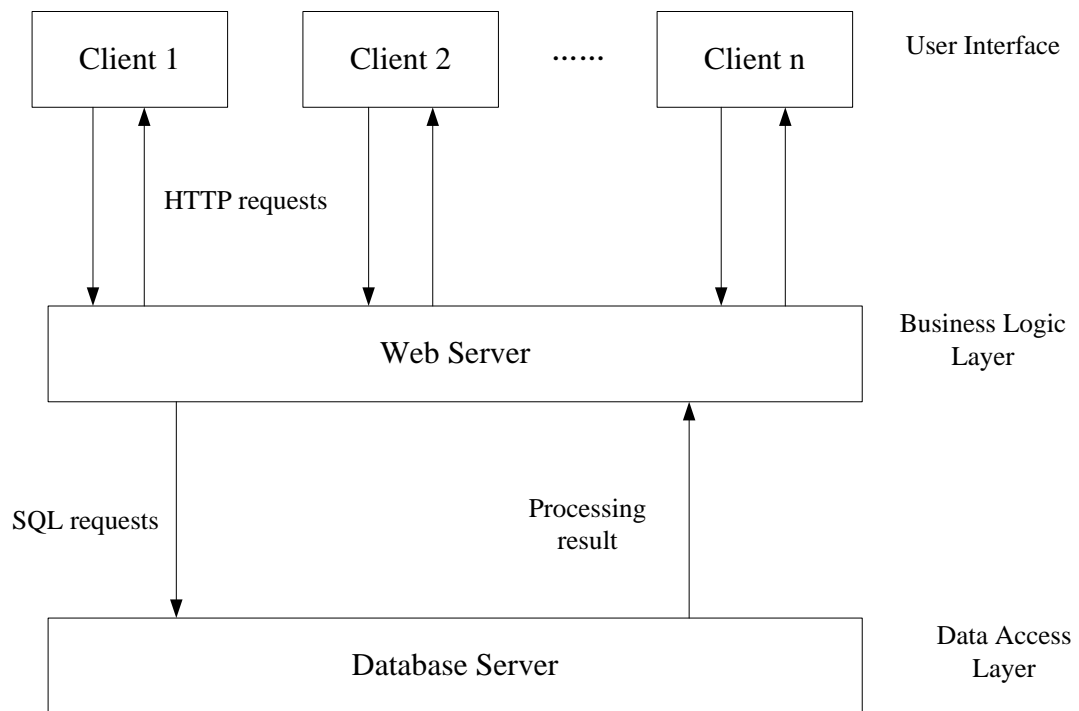 Client 1
Client 2
......
Client n
User Interface
HTTP requests
Web Server
Business Logic
Layer
SQL requests
Processing
result
Database Server
Data Access
Layer